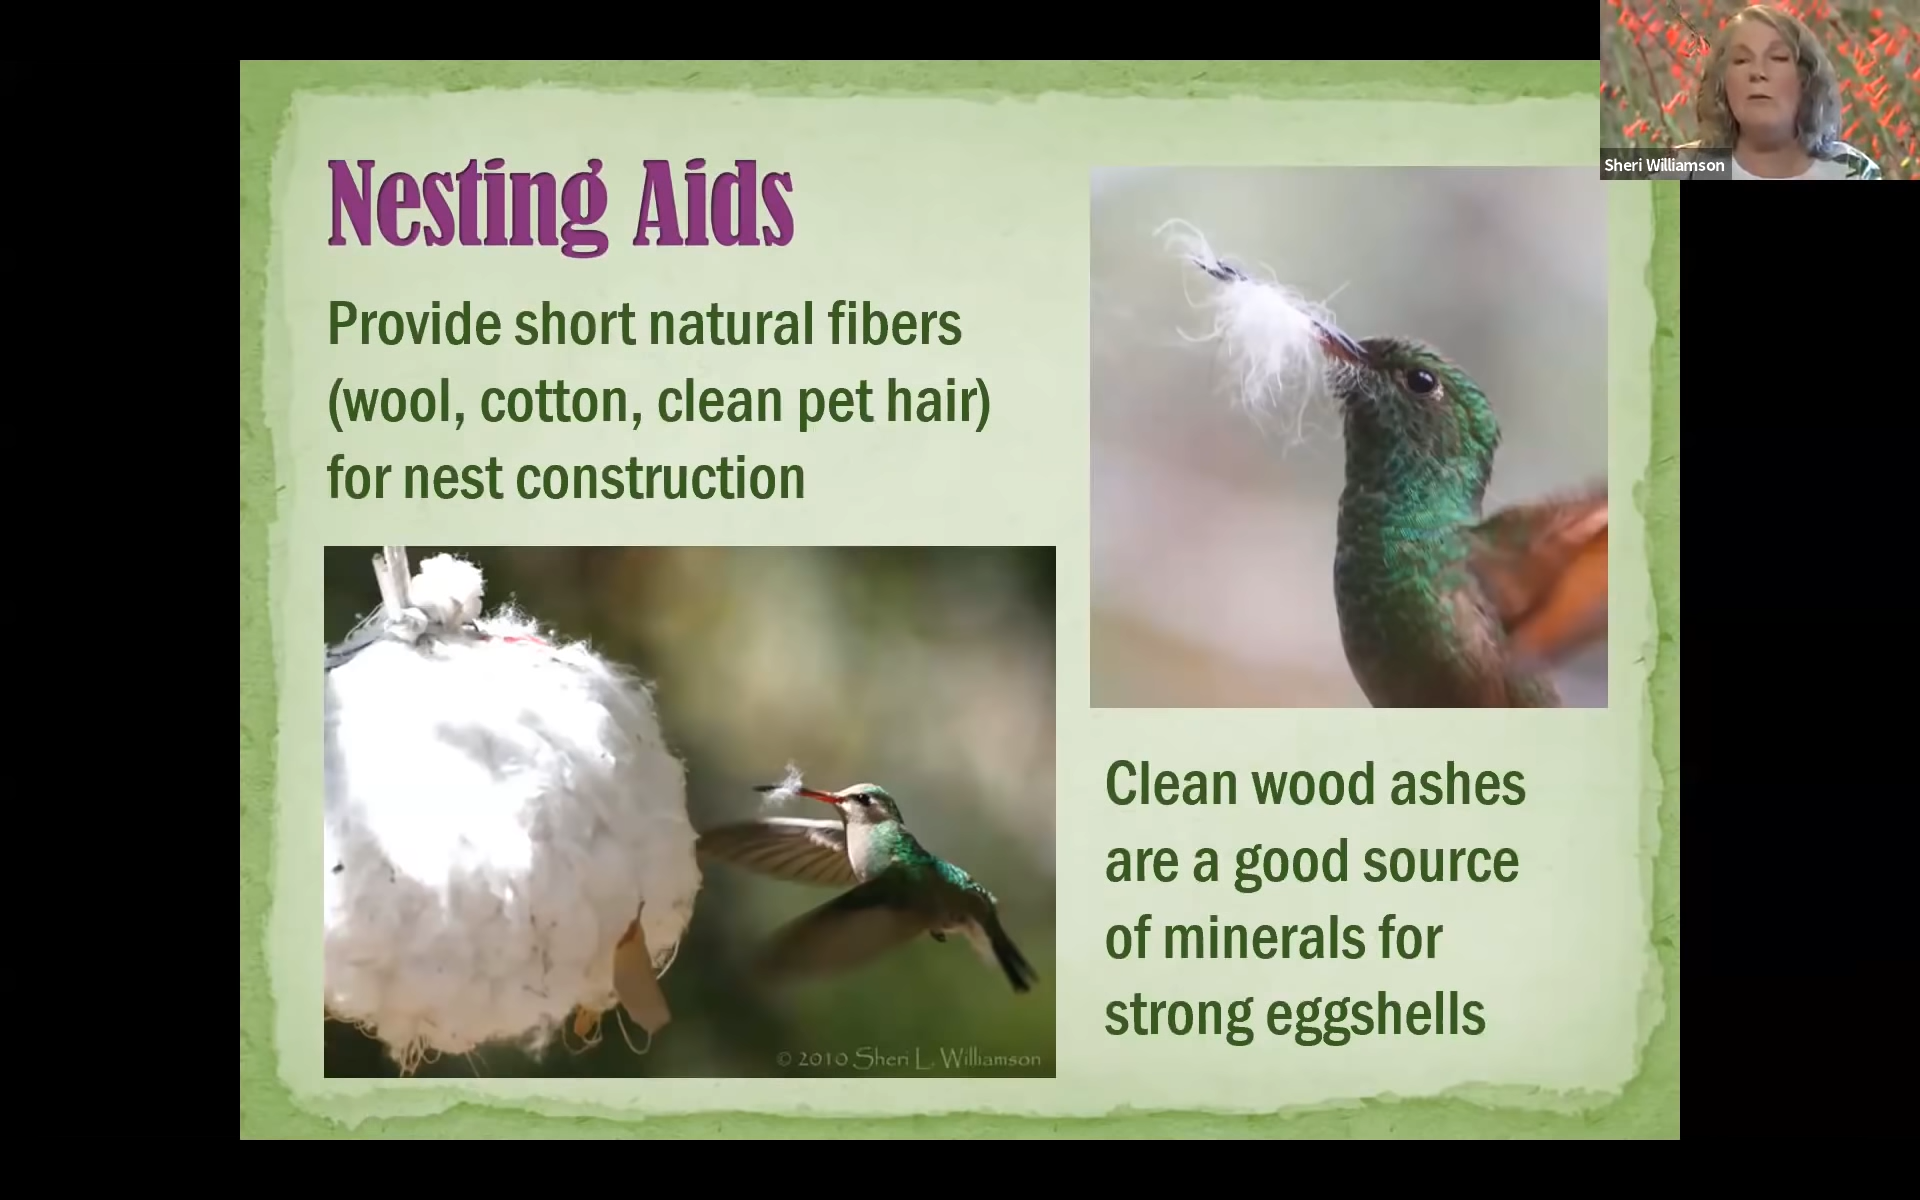 Sheri Williamson
Nesting Aids
Provide short natural fibers
(wool, cotton, clean pet hair)
for nest construction
© 2010 Sheri L. Williamson
Clean wood ashes
are a good source
of minerals for
strong eggshells